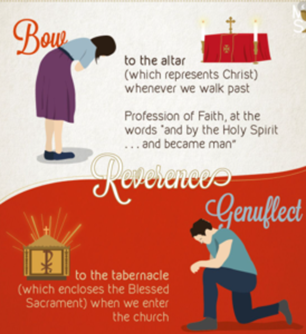 Bow
to the altar
(which represents Christ)
whenever we walk past
Profession of Faith, at the
words "and by the Holy Spirit
. . . and became man"
Reverence
Genuflect
to the tabernacle
(which encloses the Blessed
Sacrament) when we enter
the church